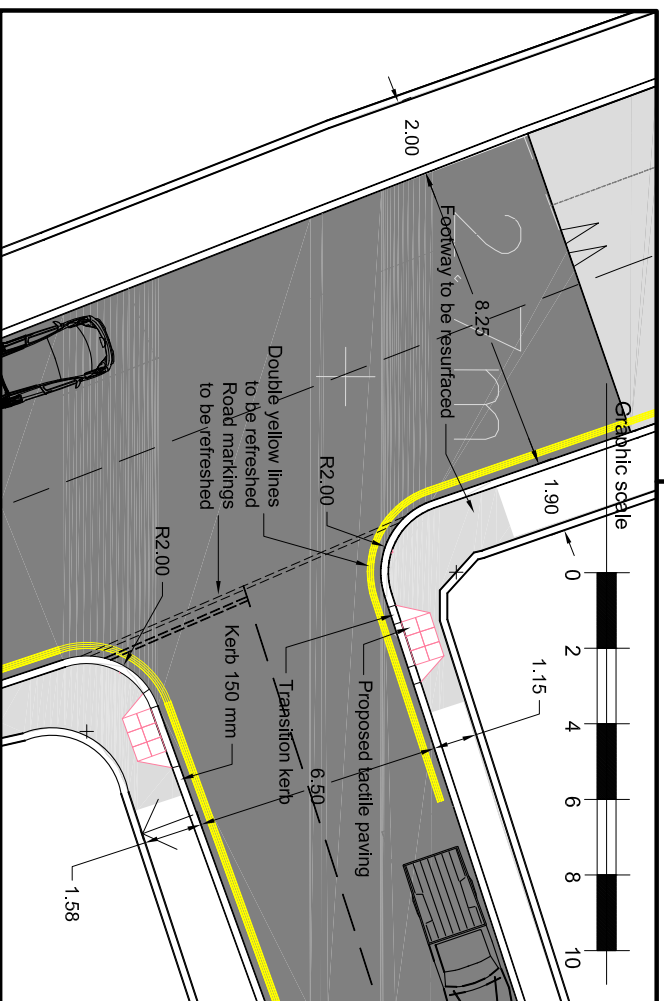 Graphic scale
0
2
4
6
8
10
2.00
8.25
1.90
2.4 m
Footway to be resurfaced
Double yellow lines
to be refreshed
Road markings
to be refreshed
R2.00
R2.00
1.15
Proposed tactile paving
Transition kerb
6.50
Kerb 150 mm
1.58